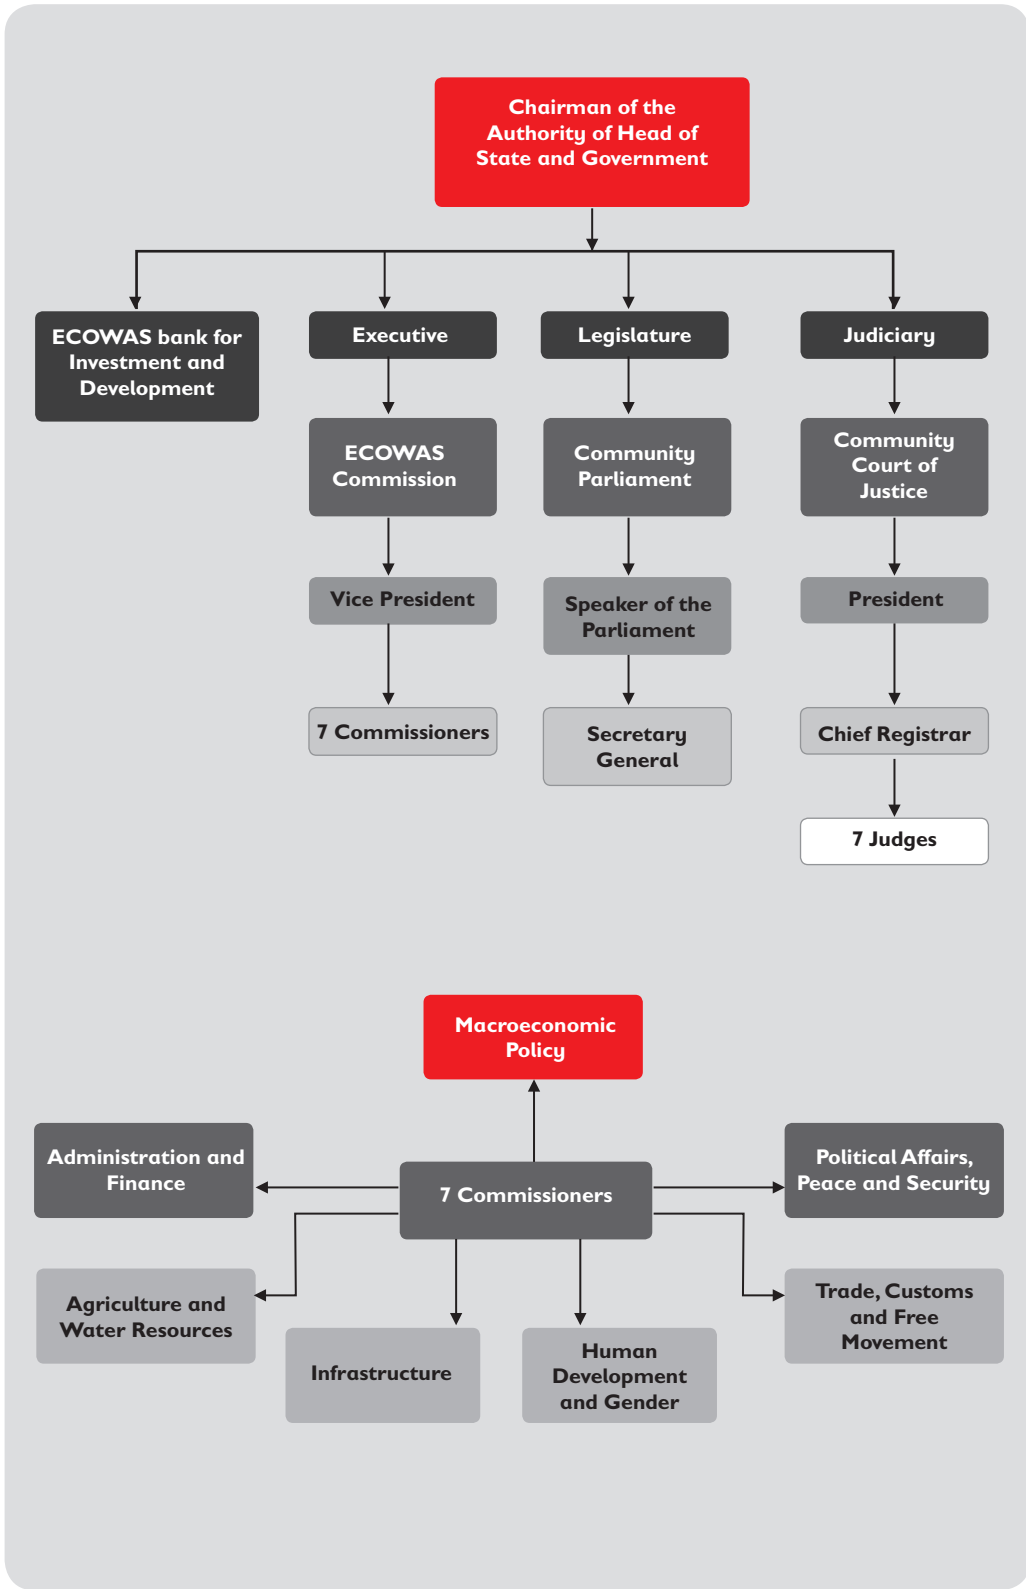 Chairman of the
Authority of Head of
State and Government
ECOWAS bank for
Investment and
Development
Executive
Legislature
Judiciary
ECOWAS
Commission
Community
Parliament
Community
Court of
Justice
Vice President
Speaker of the
Parliament
President
7 Commissioners
Secretary
General
Chief Registrar
7 Judges
Macroeconomic
Policy
Administration and
Finance
7 Commissioners
Political Affairs,
Peace and Security
Agriculture and
Water Resources
Infrastructure
Human
Development
and Gender
Trade, Customs
and Free
Movement